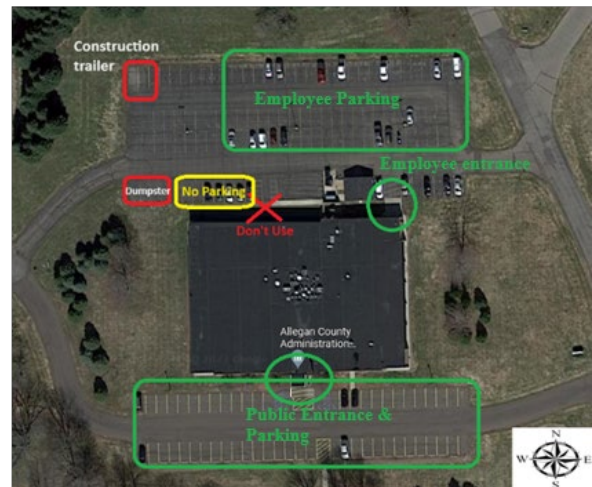 Construction
trailer
Employee Parking
Employee entrance
Dumpster
No Parking
Don't Use
Allegan County
Administration
Public Entrance &
Parking
N
W
E
S